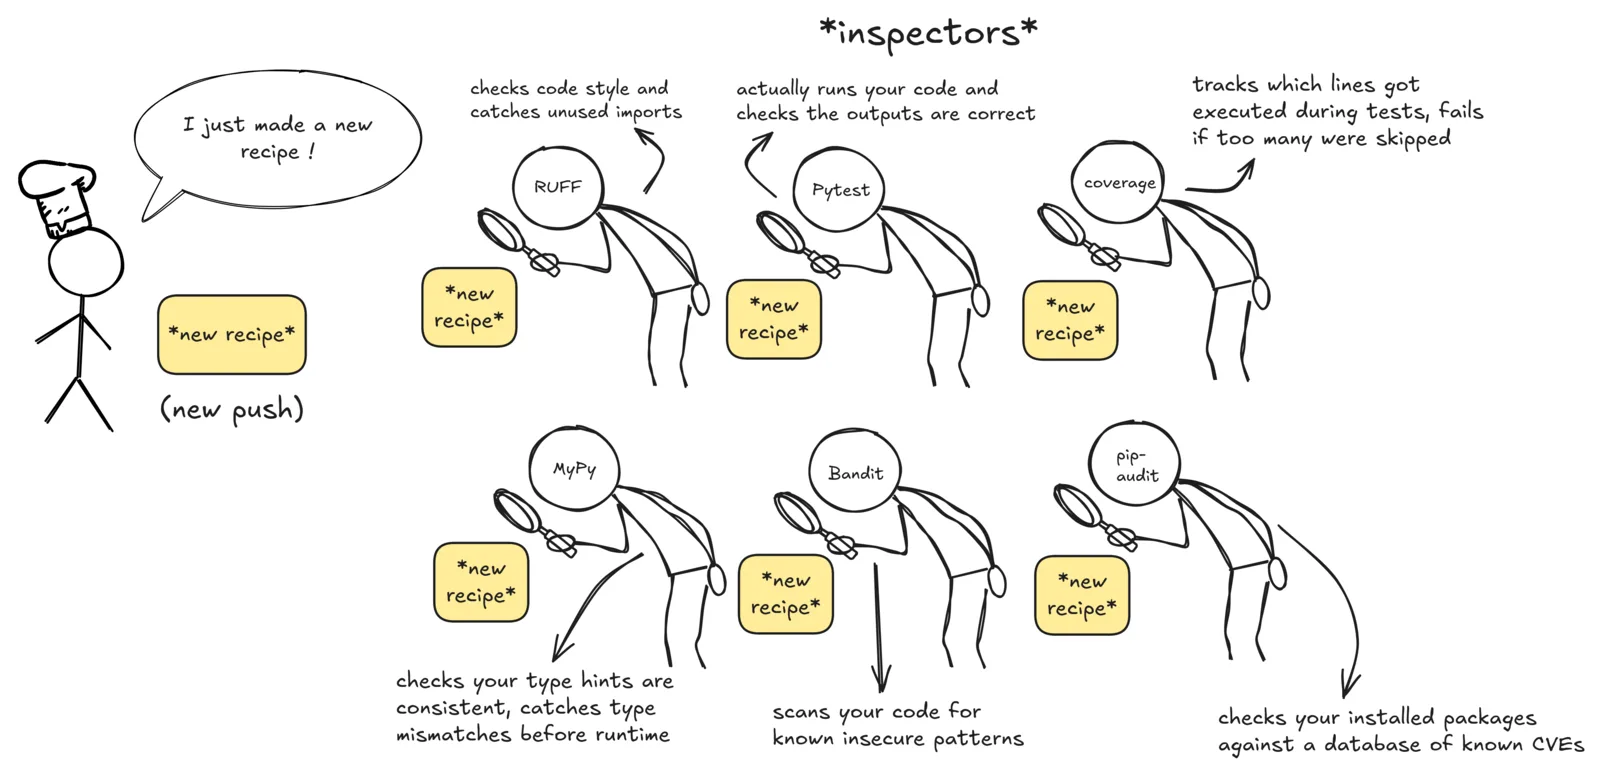 *inspectors*
I just made a new
recipe !
*new recipe*
(new push)
checks code style and
catches unused imports
RUFF
*new
recipe*
actually runs your code and
checks the outputs are correct
Pytest
*new
recipe*
tracks which lines got
executed during tests, fails
if too many were skipped
coverage
*new
recipe*
MyPy
*new
recipe*
checks your type hints are
consistent, catches type
mismatches before runtime
Bandit
*new
recipe*
scans your code for
known insecure patterns
pip-
audit
*new
recipe*
checks your installed packages
against a database of known CVEs